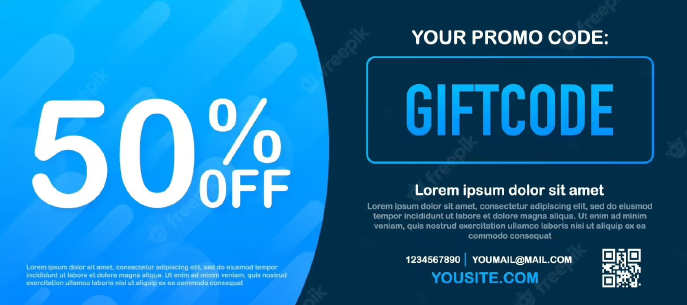 50%
OFF
Lorem ipsum dolor sit amet, consectetur adipiscing elit, sed do eiusmod
tempor incididunt ut labore et dolore magna aliqua. Ut enim ad minim veniam, quis nostrud
exercitation ullamco laboris nisi ut aliquip ex ea commodo consequat
YOUR PROMO CODE:
GIFTCODE
Lorem ipsum dolor sit amet
Lorem ipsum dolor sit amet, consectetur adipiscing elit, sed do eiusmod
tempor incididunt ut labore et dolore magna aliqua. Ut enim ad minim
veniam, quis nostrud exercitation ullamco laboris nisi ut aliquip ex ea
commodo consequat
1234567890 | YOUMAIL@MAIL.COM
YOUSITE.COM
freepik